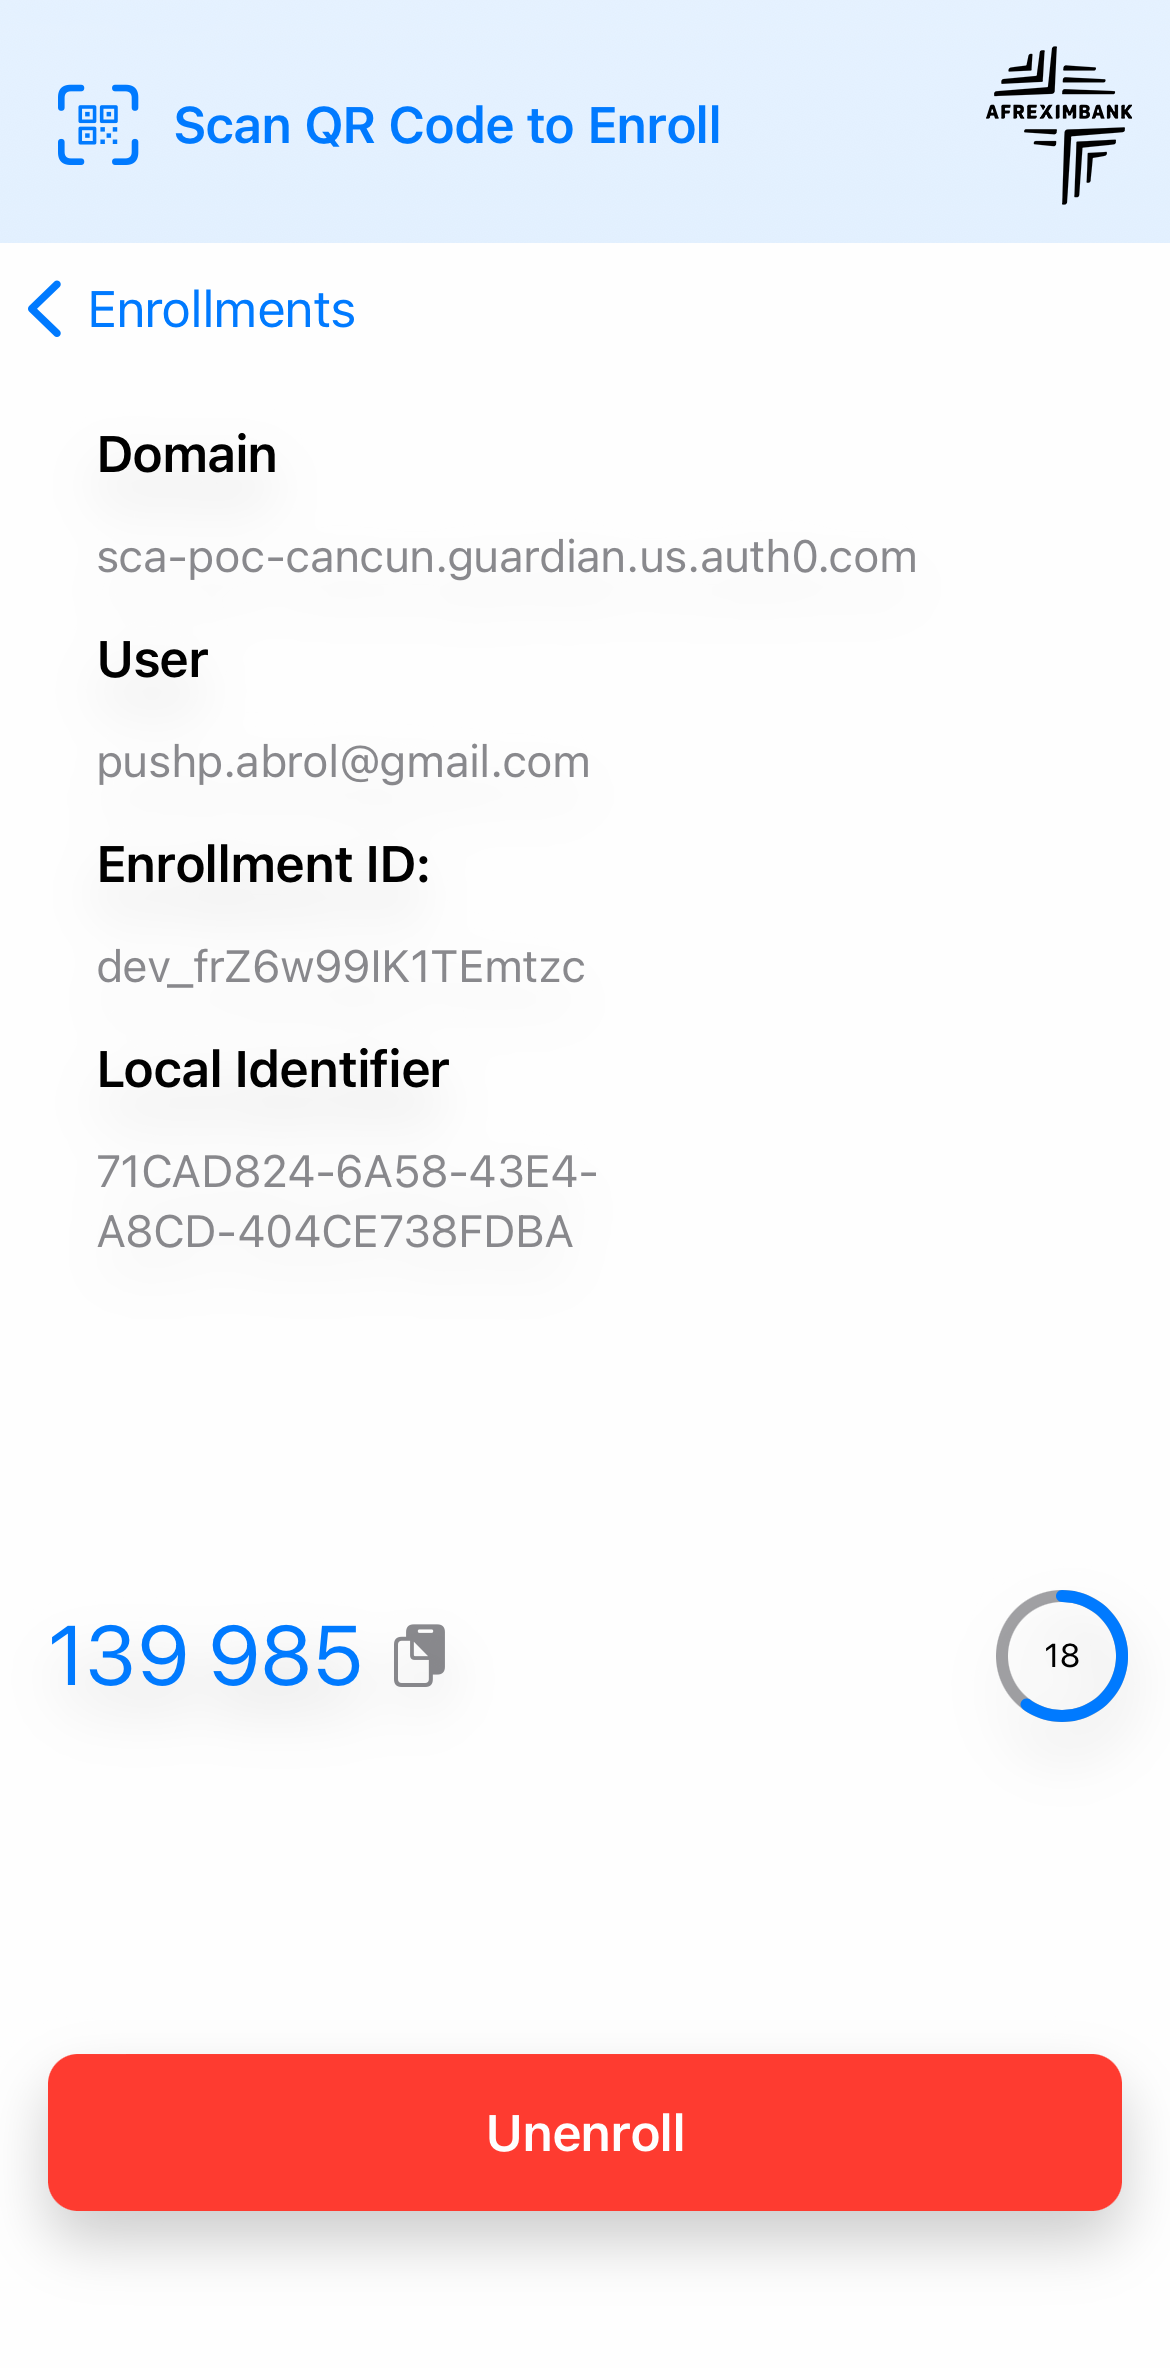 Scan QR Code to Enroll
AFREXIMBANK
Enrollments
Domain
sca-poc-cancun.guardian.us.auth0.com
User
pushp.abrol@gmail.com
Enrollment ID:
dev_frZ6w99IK1TEmtzc
Local Identifier
71CAD824-6A58-43E4-
A8CD-404CE738FDBA
139 985
18
Unenroll